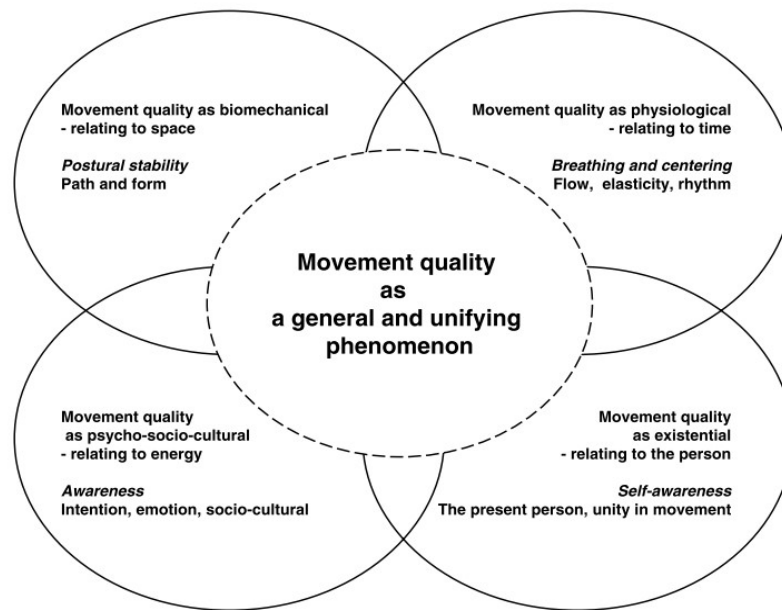 Movement quality as biomechanical
- relating to space
Postural stability
Path and form
Movement quality as physiological
- relating to time
Breathing and centering
Flow, elasticity, rhythm
Movement quality
as
a general and unifying
phenomenon
Movement quality
as psycho-socio-cultural
- relating to energy
Awareness
Intention, emotion, socio-cultural
Movement quality
as existential
- relating to the person
Self-awareness
The present person, unity in movement